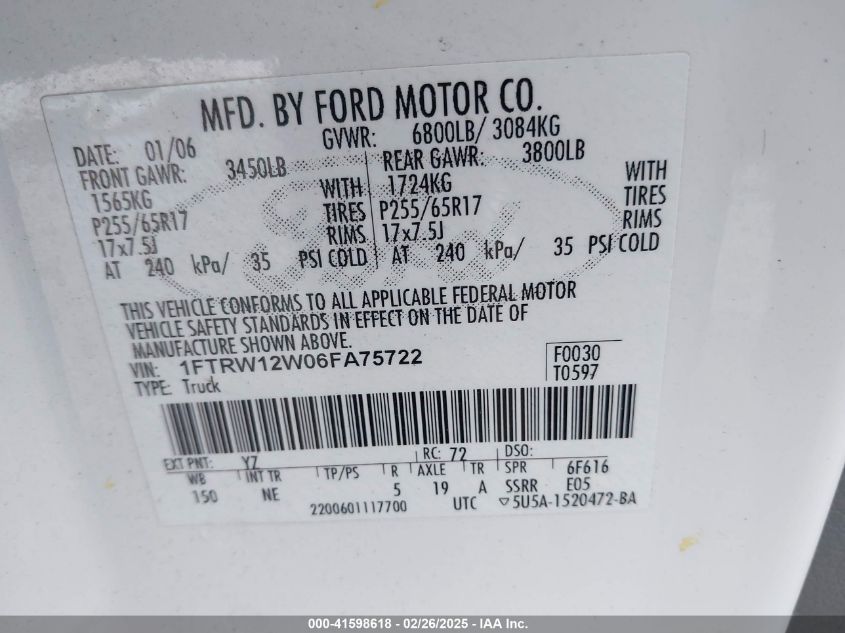 MFD. BY FORD MOTOR CO.
DATE: 01/06 GVWR: 6800LB/ 3084KG
FRONT GAWR: 3450LB REAR GAWR: 3800LB
1565KG WITH 1724KG WITH
P255/65R17 TIRES P255/65R17 TIRES
17x7.5J RIMS 17x7.5J RIMS
AT 240 kPa/ 35 PSI COLD AT 240 kPa/ 35 PSI COLD
THIS VEHICLE CONFORMS TO ALL APPLICABLE FEDERAL MOTOR
VEHICLE SAFETY STANDARDS IN EFFECT ON THE DATE OF
MANUFACTURE SHOWN ABOVE.
VIN: 1FTRW12W06FA75722 F0030
TYPE: Truck T0597
EXT PNT: YZ RC: 72 DSO:
WB INT TR TP/PS R AXLE TR SPR 6F616
150 NE 5 19 A SSRR E05
2200601117700 UTC ▽5U5A-1520472-BA
000-41598618 - 02/26/2025 - IAA Inc.